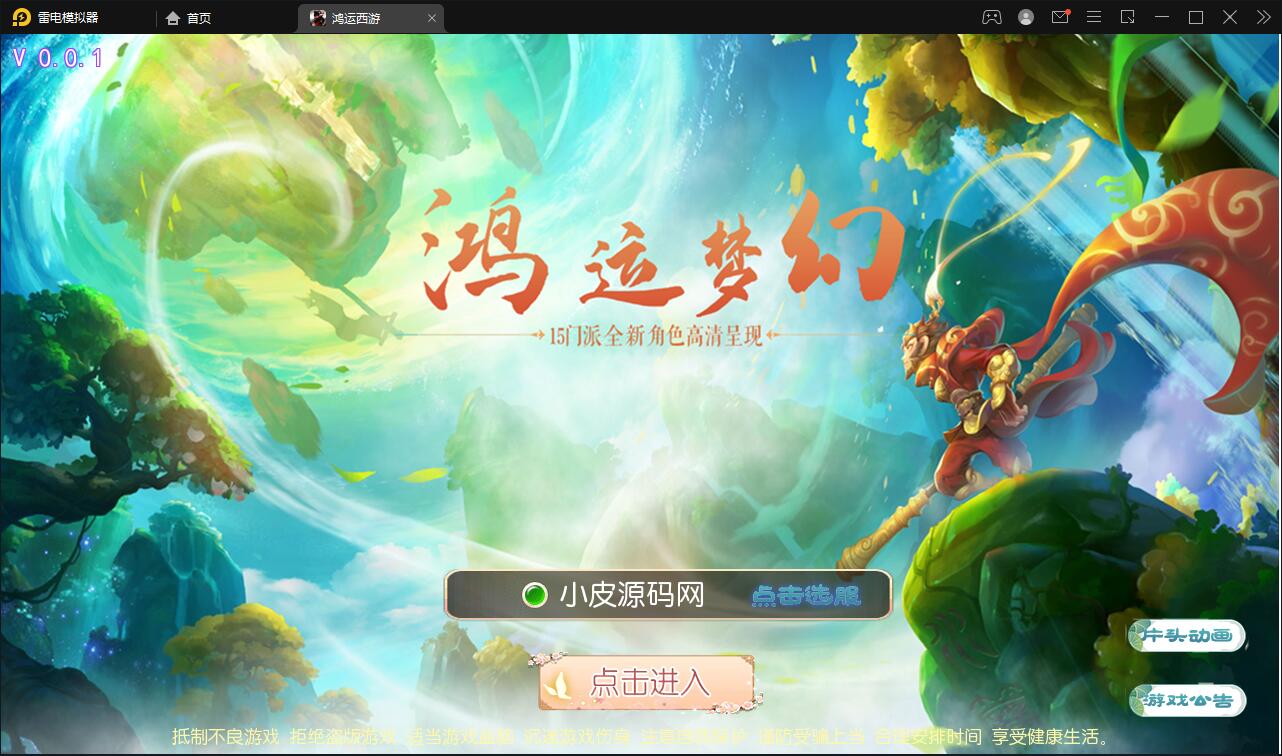 雷电模拟器 首页 鸿运西游
V 0.0.1
鸿运梦幻
15门派全新角色高清呈现
小皮源码网 点击选服
片头动画
点击进入
游戏公告
抵制不良游戏 拒绝盗版游戏 适当游戏益脑 沉迷游戏伤身 注意自我保护 谨防受骗上当 合理安排时间 享受健康生活。